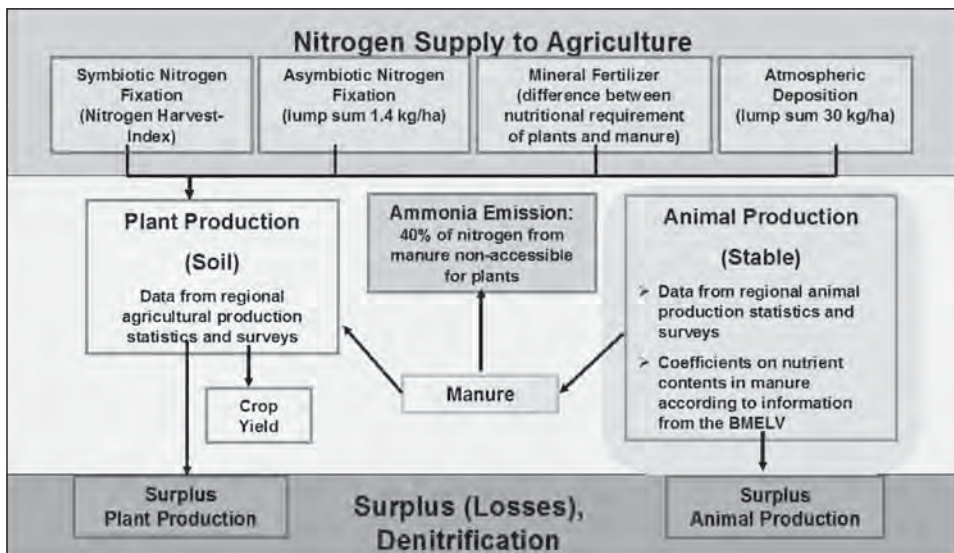 Nitrogen Supply to Agriculture
Symbiotic Nitrogen
Fixation
(Nitrogen Harvest-
Index)
Asymbiotic Nitrogen
Fixation
(lump sum 1.4 kg/ha)
Mineral Fertilizer
(difference between
nutritional requirement
of plants and manure)
Atmospheric
Deposition
(lump sum 30 kg/ha)
Plant Production
(Soil)
Data from regional
agricultural production
statistics and surveys
Ammonia Emission:
40% of nitrogen from
manure non-accessible
for plants
Animal Production
(Stable)
➢ Data from regional animal
production statistics and
surveys
➢ Coefficients on nutrient
contents in manure
according to information
from the BMELV
Manure
Crop
Yield
Surplus
Plant Production
Surplus (Losses),
Denitrification
Surplus
Animal Production